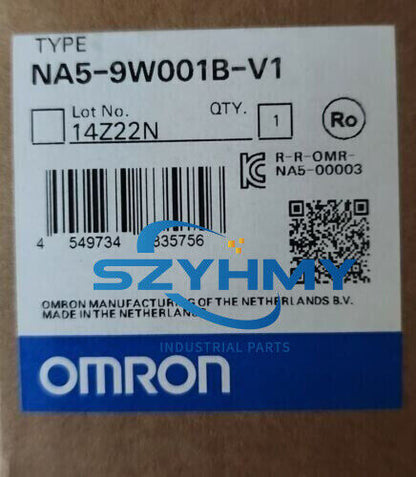 TYPE
NA5-9W001B-V1
Lot No.
14Z22N
QTY.
1
Ro
R-R-OMR-
NA5-00003
4 549734 835756
SZYHMY
OMRON MANUFACTURING OF THE NETHERLANDS B.V.
MADE IN THE NETHERLANDS
INDUSTRIAL PARTS
OMRON